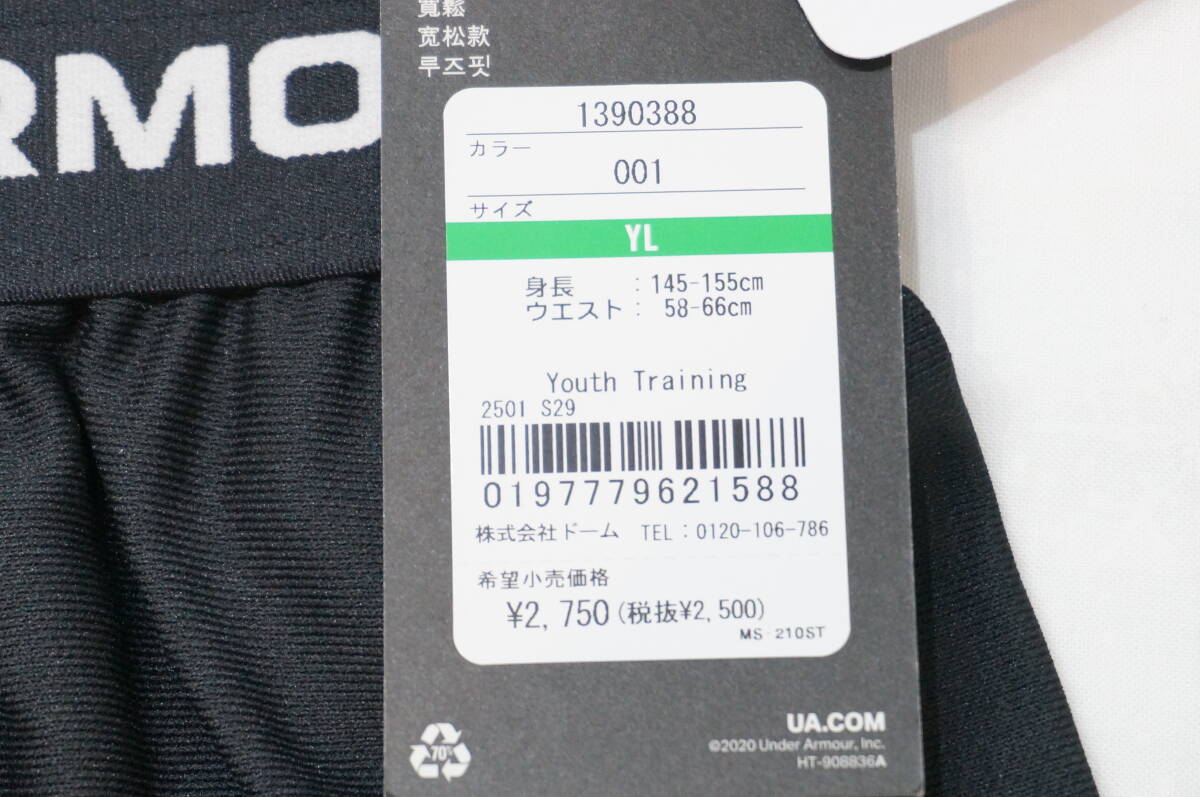 RMO
寬鬆
宽松款
루즈핏
1390388
カラー
001
サイズ
YL
身長 : 145-155cm
ウエスト : 58-66cm
Youth Training
2501 S29
0197779621588
株式会社ドーム TEL:0120-106-786
希望小売価格
¥2,750(税抜¥2,500)
MS-210ST
70%
UA.COM
©2020 Under Armour, Inc.
HT-908836A